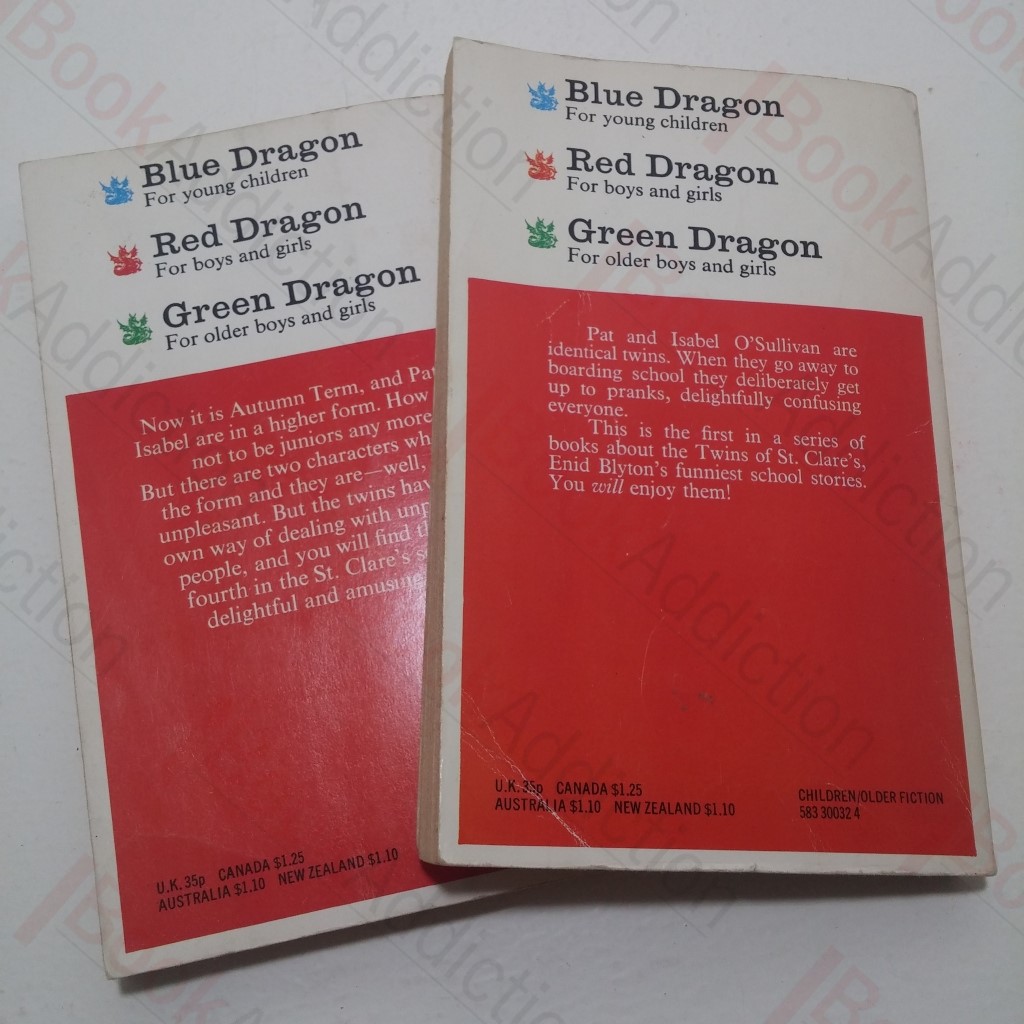 Blue Dragon
For young children
Red Dragon
For boys and girls
Green Dragon
For older boys and girls
Now it is Autumn Term, and
Isabel are in a higher form. How
not to be juniors any more
But there are two characters
the form and they are—well,
unpleasant. But the twins
own way of dealing with
people, and you will find
fourth in the St. Clare's
delightful and
U.K. 35p CANADA $1.25
AUSTRALIA $1.10 NEW ZEALAND $1.10
Blue Dragon
For young children
Red Dragon
For boys and girls
Green Dragon
For older boys and girls
Pat and Isabel O'Sullivan are
identical twins. When they go away to
boarding school they deliberately get
up to pranks, delightfully confusing
everyone.
This is the first in a series of
books about the Twins of St. Clare's,
Enid Blyton's funniest school stories.
You will enjoy them!
U.K. 35p CANADA $1.25
AUSTRALIA $1.10 NEW ZEALAND $1.10
CHILDREN/OLDER FICTION
583 30032 4
Book Addiction